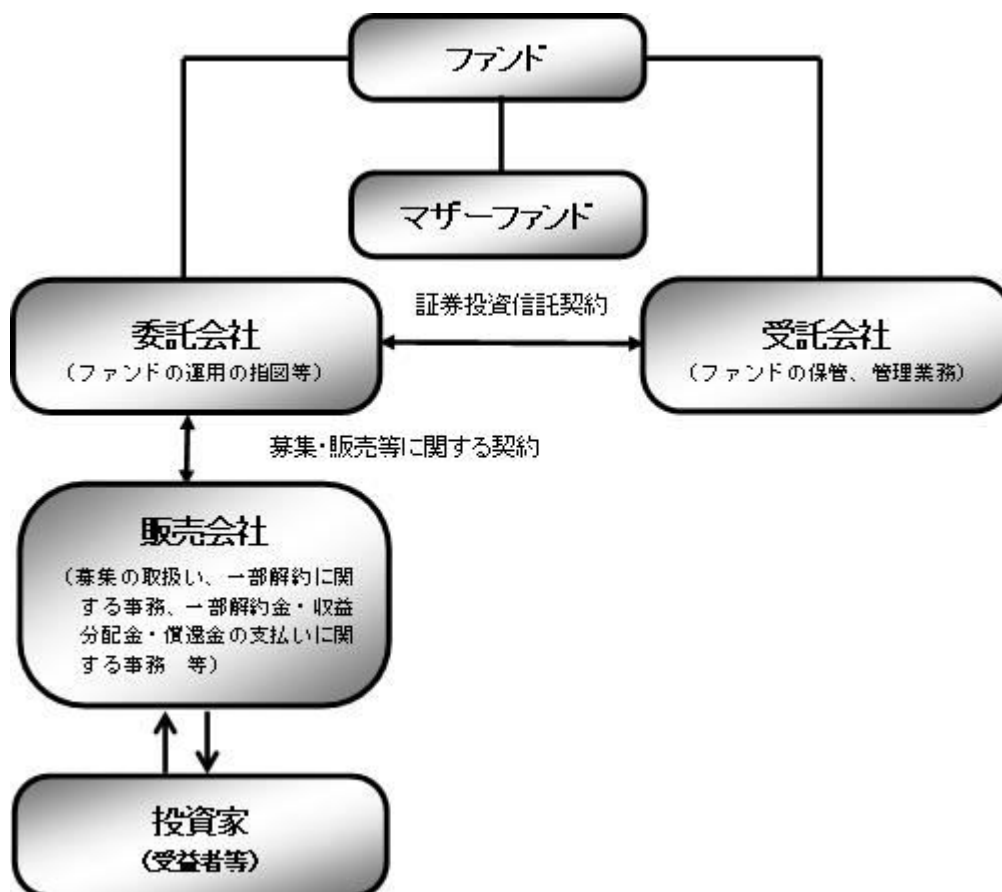 ファンド
マザーファンド
証券投資信託契約
委託会社
（ファンドの運用の指図等）
受託会社
（ファンドの保管、管理業務）
募集・販売等に関する契約
販売会社
（募集の取扱い、一部解約に関
する事務、一部解約金・収益
分配金・償還金の支払いに関
する事務　等）
投資家
（受益者等）